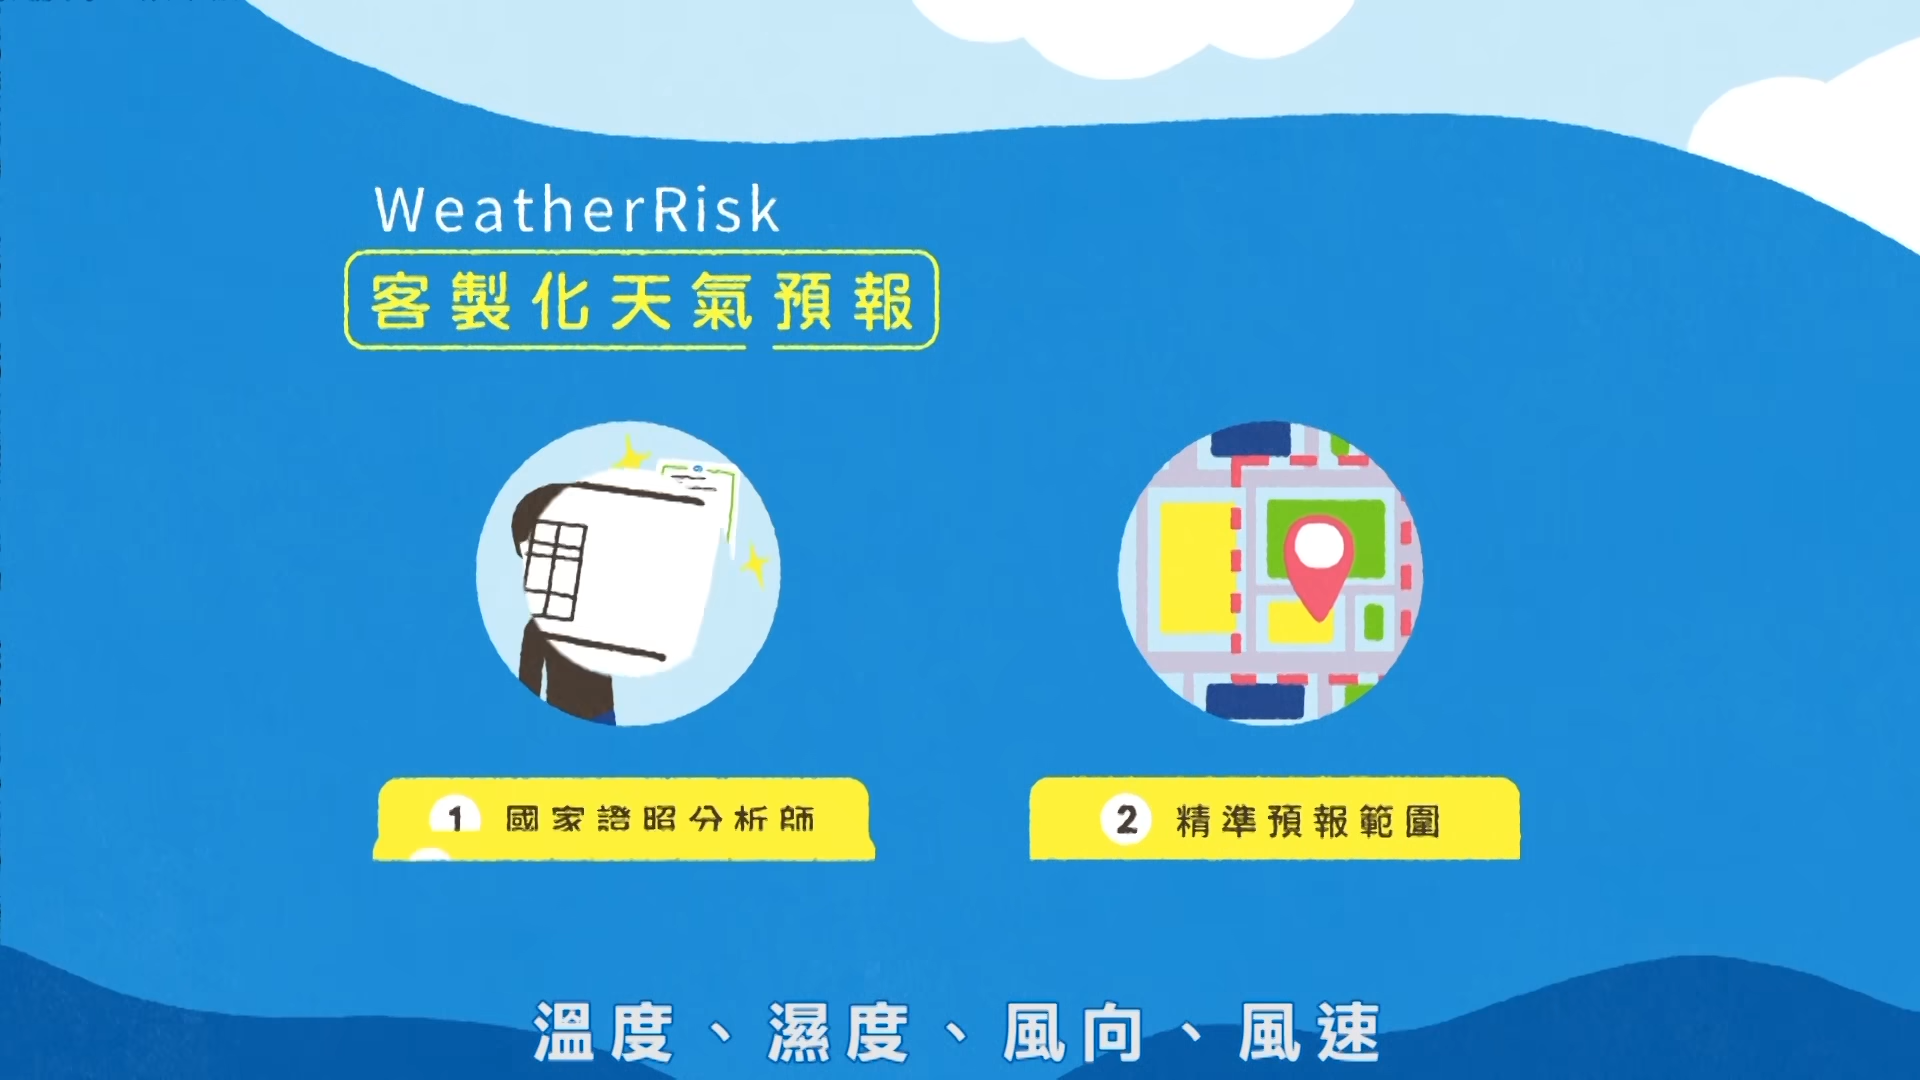 WeatherRisk
客製化天氣預報
1 國家證照分析師
2 精準預報範圍
溫度、濕度、風向、風速